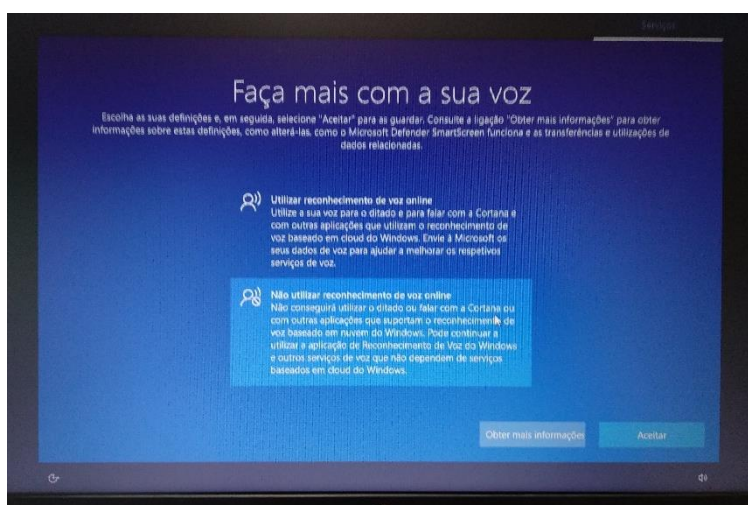 Serviços
Faça mais com a sua voz
Escolha as suas definições e, em seguida, selecione "Aceitar" para as guardar. Consulte a ligação "Obter mais informações" para obter
informações sobre estas definições, como alterá-las, como o Microsoft Defender SmartScreen funciona e as transferências e utilizações de
dados relacionadas.
Utilizar reconhecimento de voz online
Utilize a sua voz para o ditado e para falar com a Cortana e
com outras aplicações que utilizam o reconhecimento de
voz baseado em cloud do Windows. Envie à Microsoft os
seus dados de voz para ajudar a melhorar os respetivos
serviços de voz.
Não utilizar reconhecimento de voz online
Não conseguirá utilizar o ditado ou falar com a Cortana ou
com outras aplicações que suportam o reconhecimento de
voz baseado em nuvem do Windows. Pode continuar a
utilizar a aplicação de Reconhecimento de Voz do Windows
e outros serviços de voz que não dependem de serviços
baseados em cloud do Windows.
Obter mais informações
Aceitar